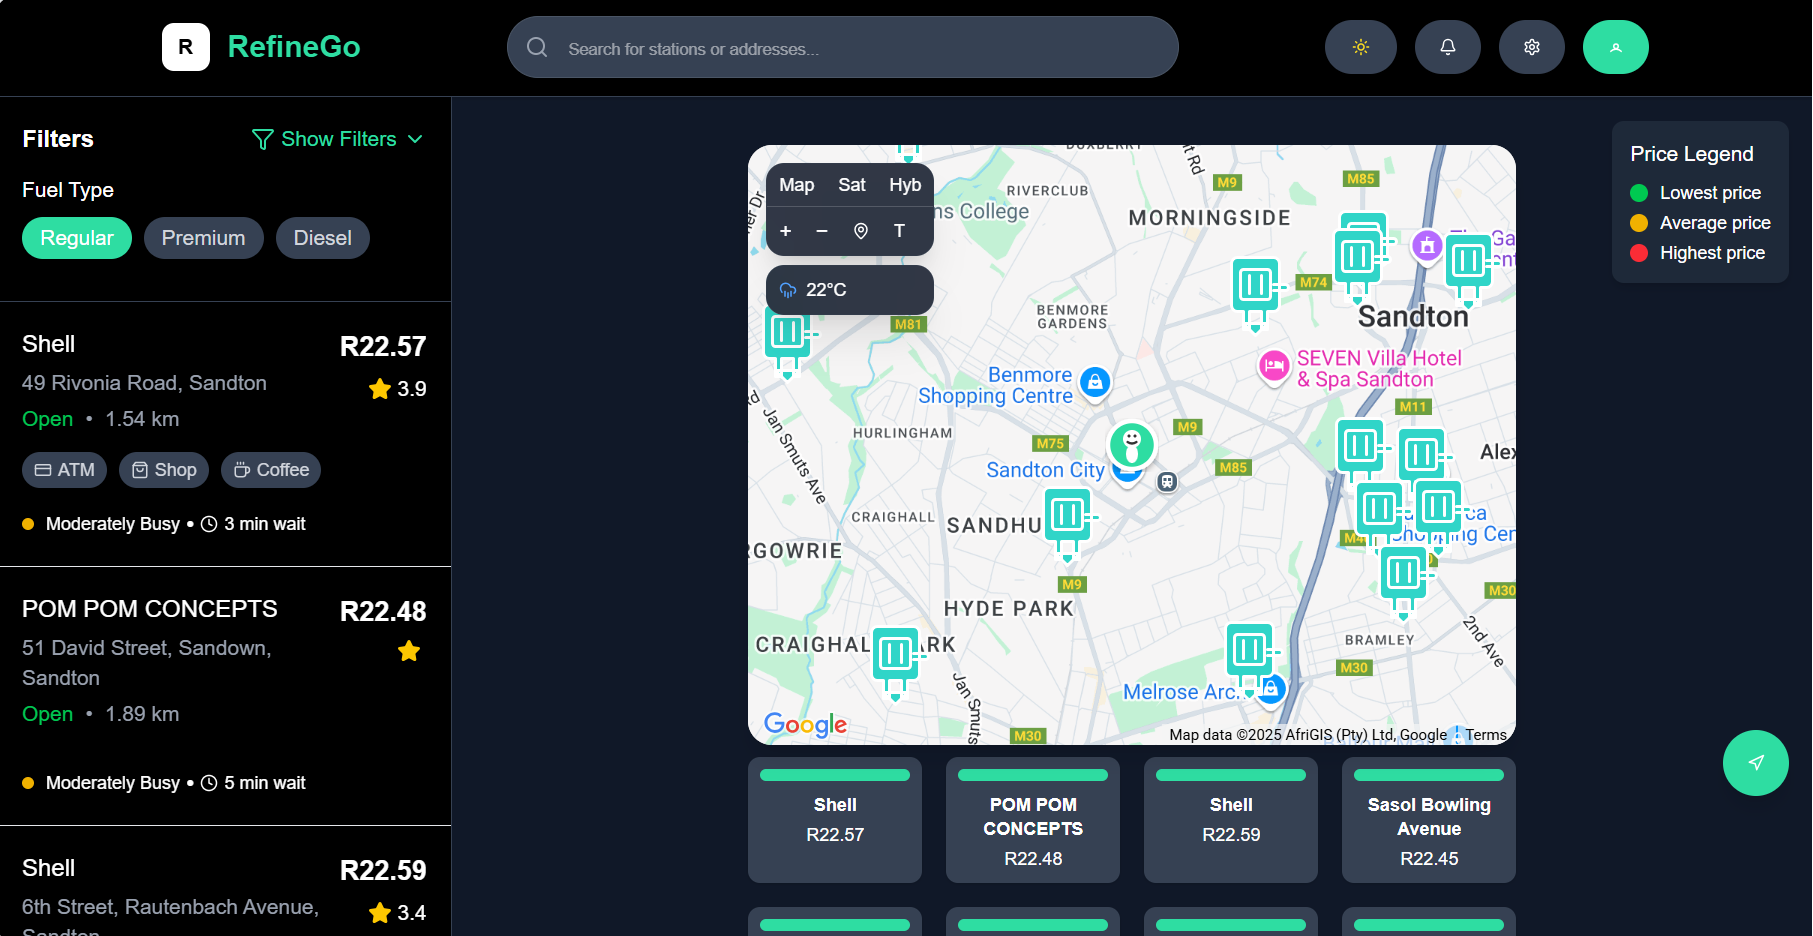 R
RefineGo
Search for stations or addresses...
Filters
Show Filters
Fuel Type
Regular
Premium
Diesel
Shell
R22.57
49 Rivonia Road, Sandton
3.9
Open • 1.54 km
ATM
Shop
Coffee
Moderately Busy • 3 min wait
POM POM CONCEPTS
R22.48
51 David Street, Sandown,
Sandton
Open • 1.89 km
Moderately Busy • 5 min wait
Shell
R22.59
6th Street, Rautenbach Avenue,
3.4
Sandton
Map Sat Hyb
+ − T
22°C
RIVERCLUB
ns College
M9
M85
MORNINGSIDE
M74
Sandton
M81
BENMORE
GARDENS
SEVEN Villa Hotel
& Spa Sandton
Benmore
Shopping Centre
M11
Jan Smuts Ave
HURLINGHAM
M75
M9
Sandton City
M85
Alex
CRAIGHALL
SANDHU
RGOWRIE
Shopping Cen
M9
M30
HYDE PARK
CRAIGHAL
RK
BRAMLEY
2nd Ave
M30
Melrose Arc
Jan Smuts
Google
M30
Map data ©2025 AfriGIS (Pty) Ltd, Google
Terms
Price Legend
Lowest price
Average price
Highest price
Shell
R22.57
POM POM
CONCEPTS
R22.48
Shell
R22.59
Sasol Bowling
Avenue
R22.45